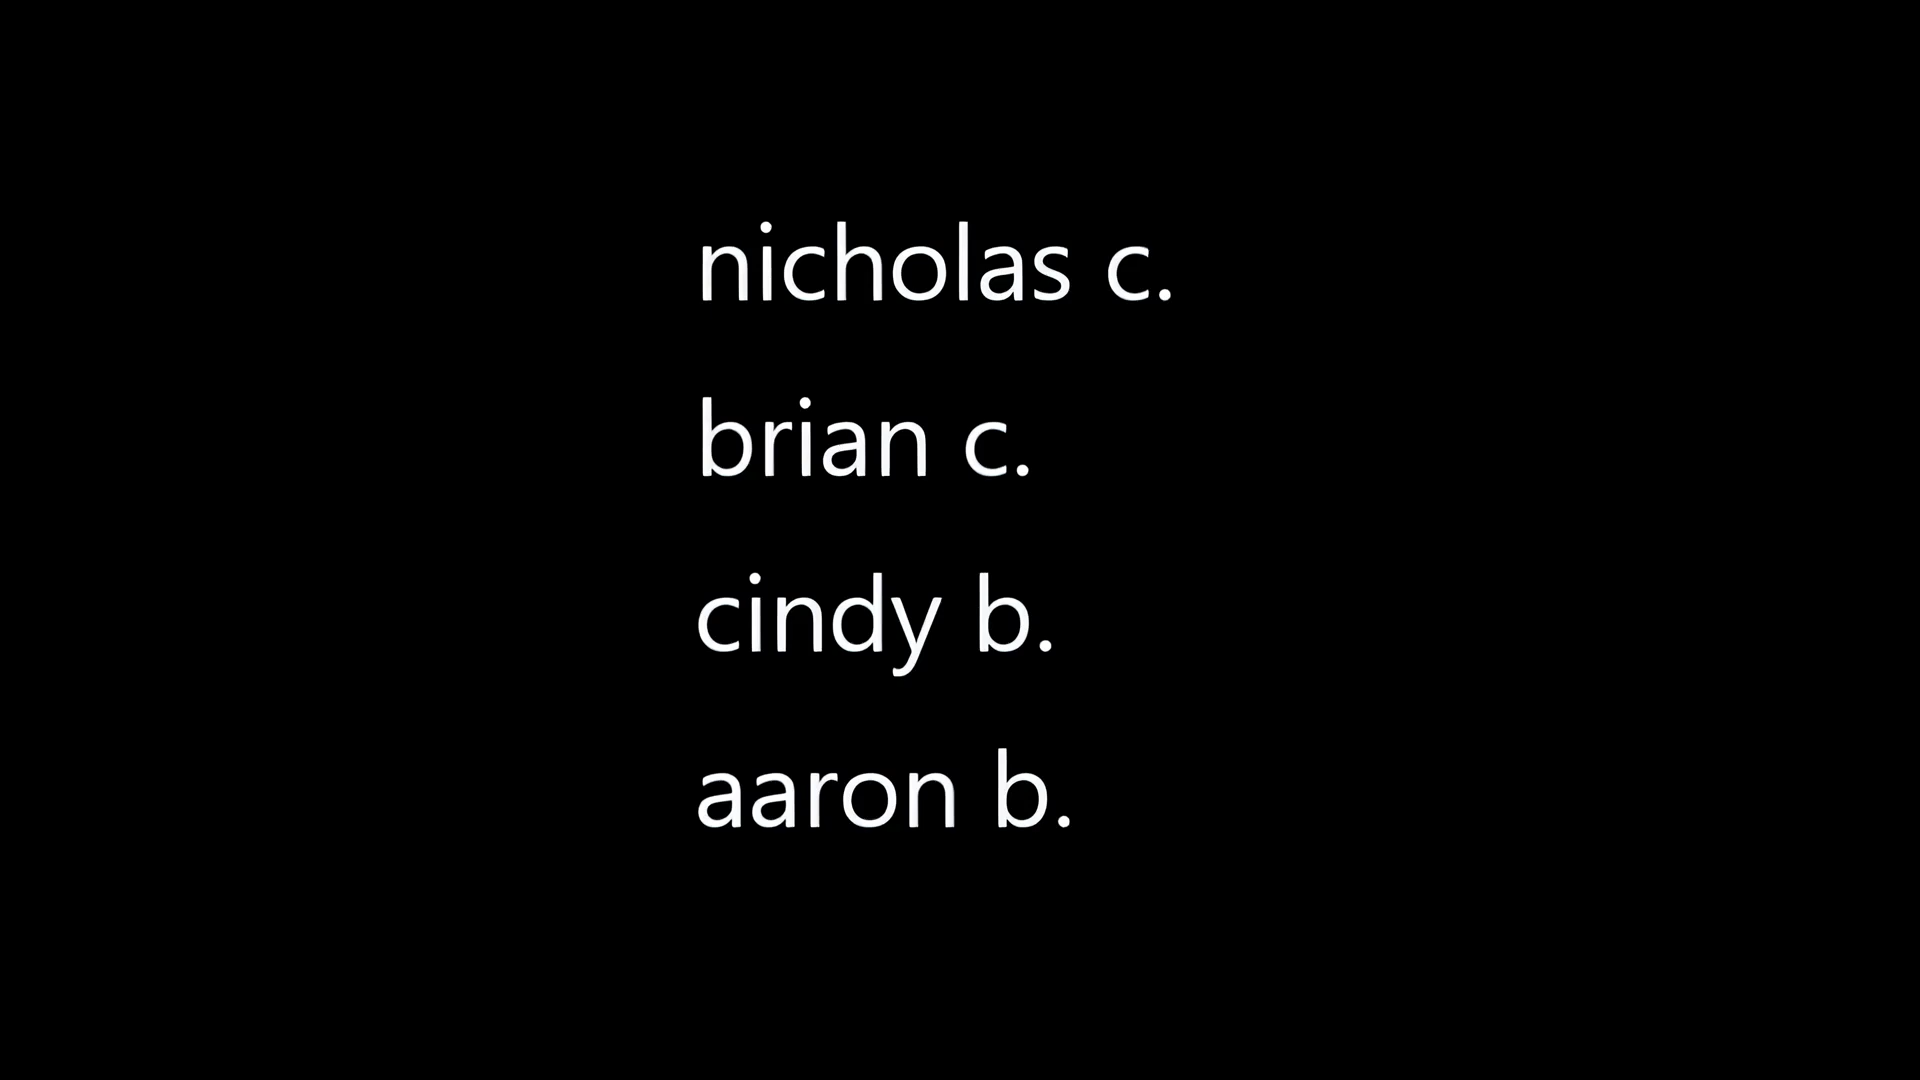 nicholas c.
brian c.
cindy b.
aaron b.